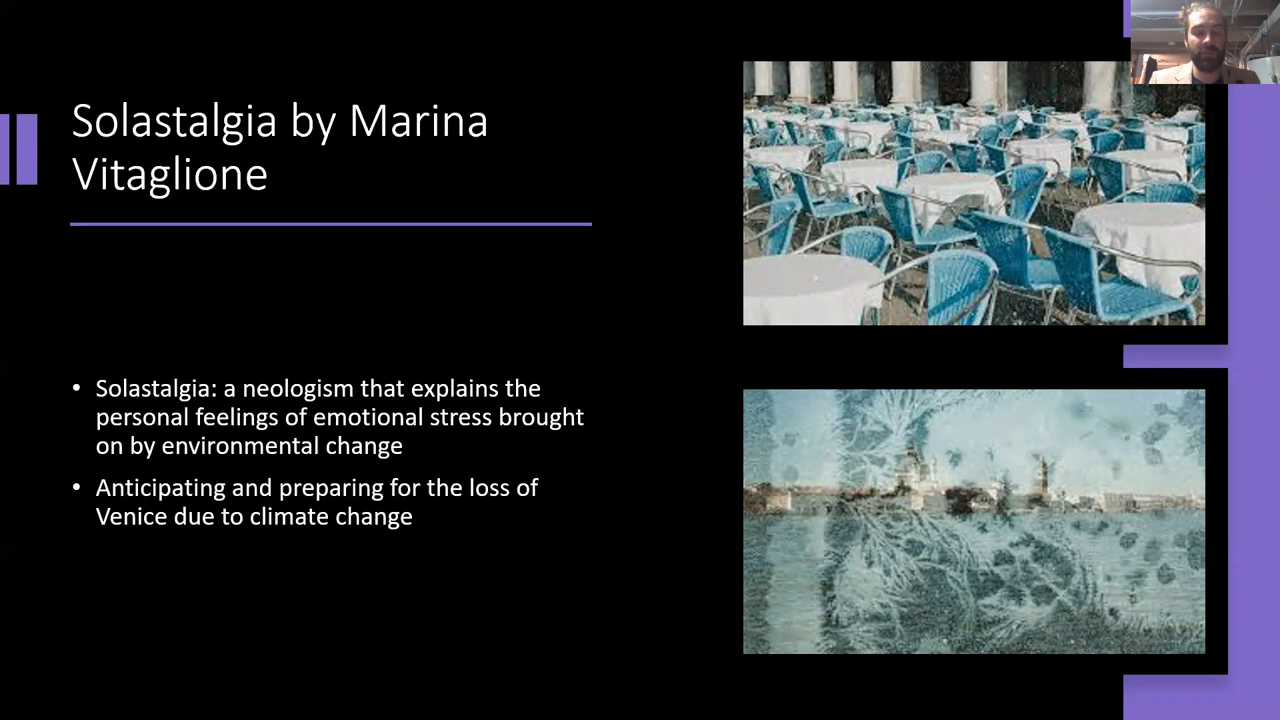 Solastalgia by Marina
Vitaglione
• Solastalgia: a neologism that explains the
personal feelings of emotional stress brought
on by environmental change
• Anticipating and preparing for the loss of
Venice due to climate change